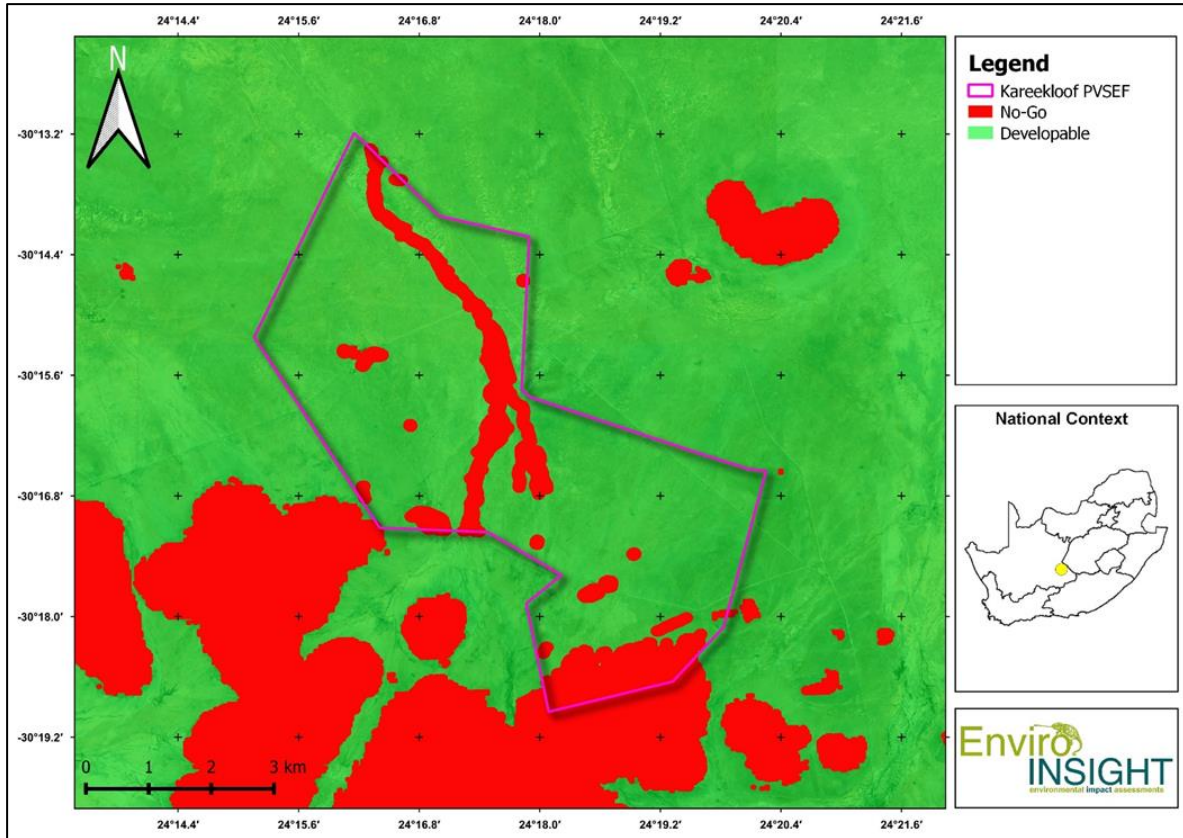 24°14.4' 24°15.6' 24°16.8' 24°18.0' 24°19.2' 24°20.4' 24°21.6'
N
-30°13.2'
-30°14.4'
-30°15.6'
-30°16.8'
-30°18.0'
-30°19.2'
0 1 2 3 km
24°14.4' 24°15.6' 24°16.8' 24°18.0' 24°19.2' 24°20.4' 24°21.6'
Legend
Kareekloof PVSEF
No-Go
Developable
National Context
Enviro
INSIGHT
environmental impact assessments